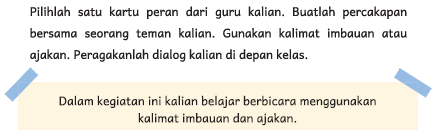 Pilihlah satu kartu peran dari guru kalian. Buatlah percakapan
bersama seorang teman kalian. Gunakan kalimat imbauan atau
ajakan. Peragakanlah dialog kalian di depan kelas.
Dalam kegiatan ini kalian belajar berbicara menggunakan
kalimat imbauan dan ajakan.